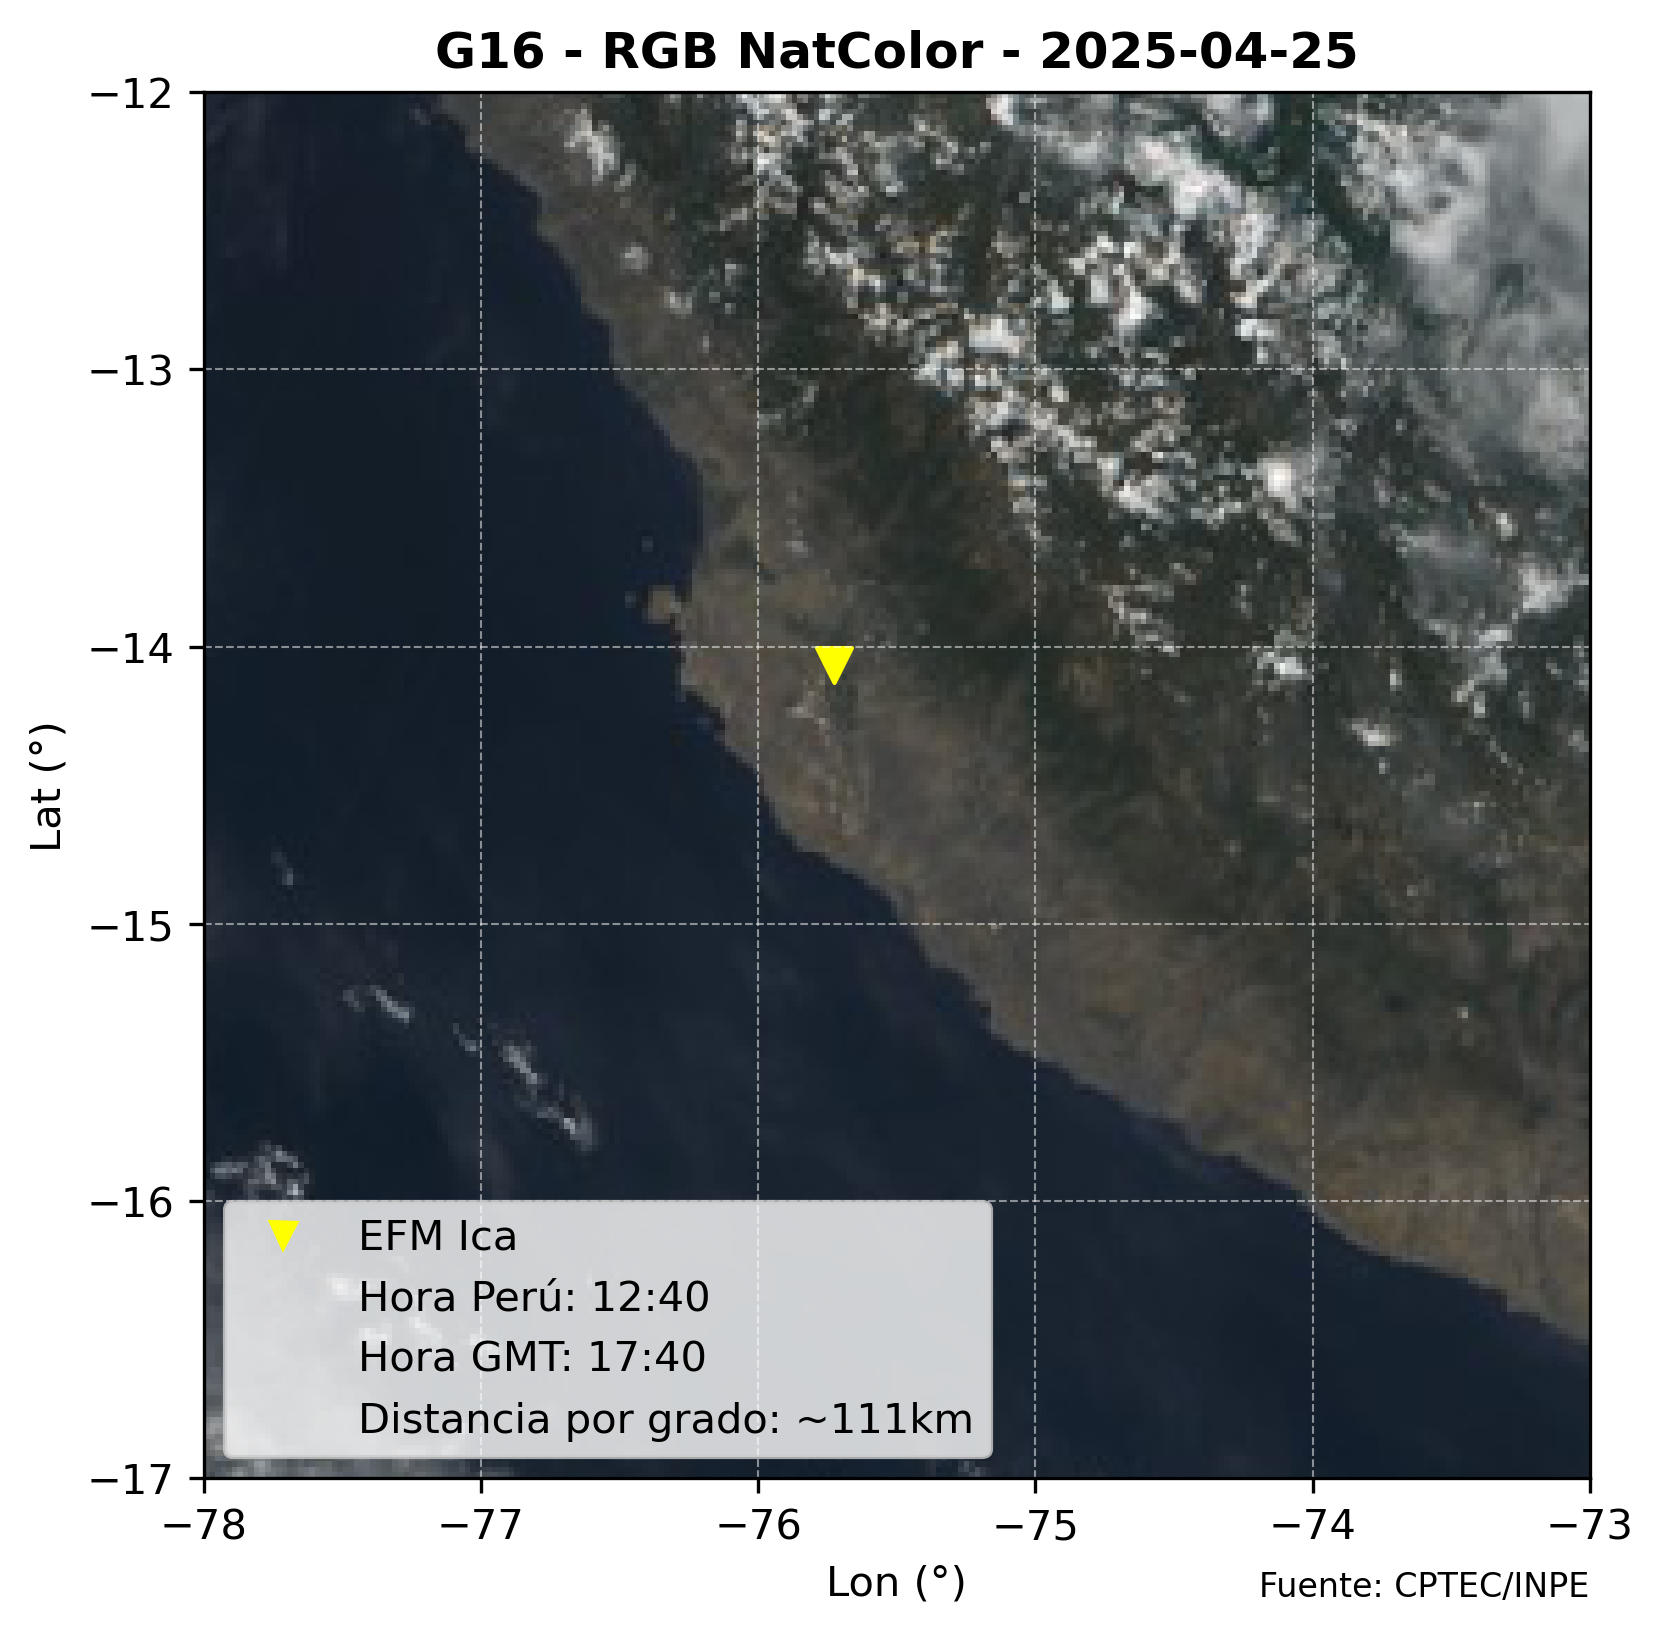 G16 - RGB NatColor - 2025-04-25
−12
−13
−14
−15
−16
−17
Lat (°)
EFM Ica
Hora Perú: 12:40
Hora GMT: 17:40
Distancia por grado: ~111km
−78
−77
−76
−75
−74
−73
Lon (°)
Fuente: CPTEC/INPE